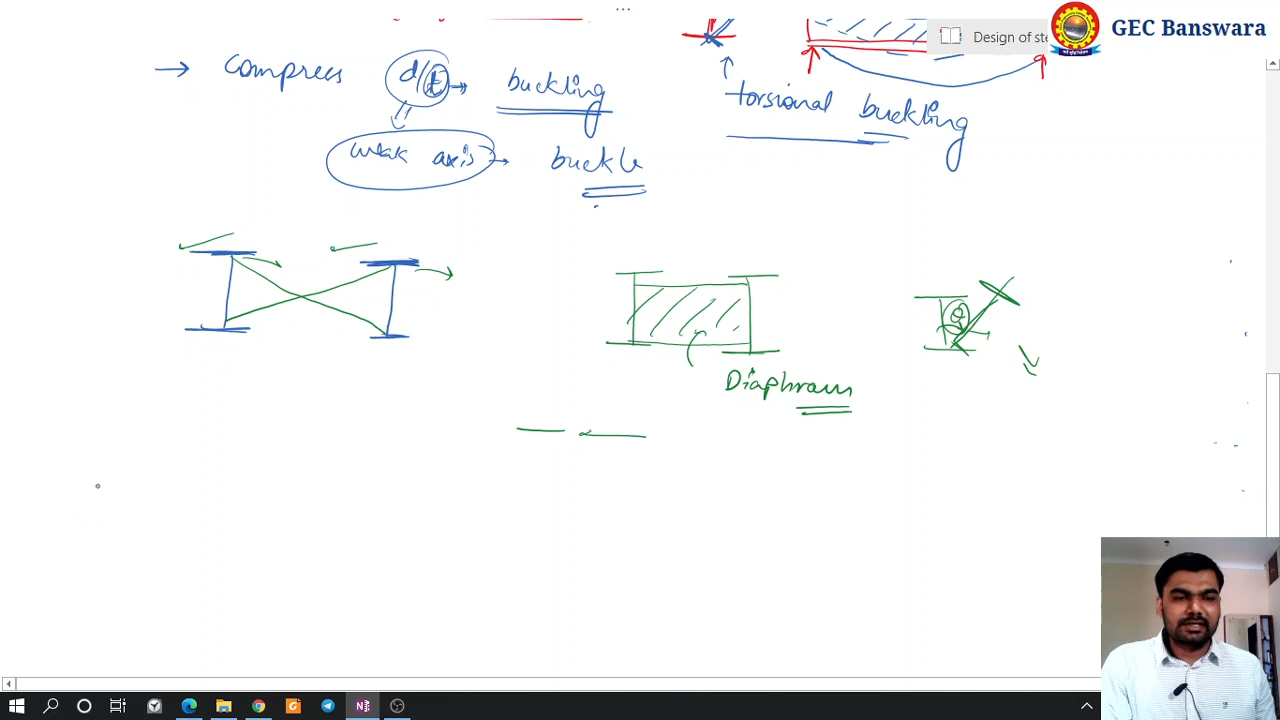 GEC Banswara
Design of ste
→ compress d/t → buckling
torsional buckling
weak axis → buckle
θ
Diaphram